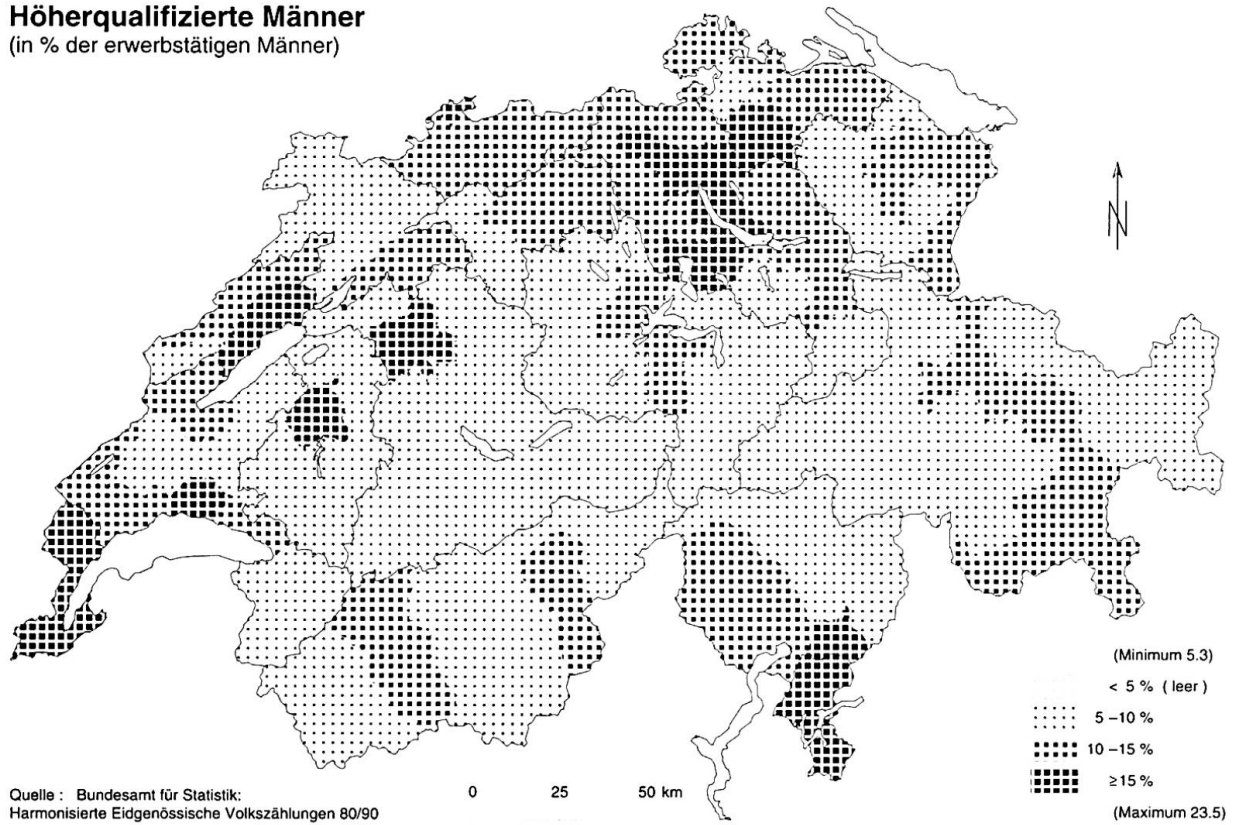 Höherqualifizierte Männer
(in % der erwerbstätigen Männer)
N
(Minimum 5.3)
< 5 % ( leer )
5 –10 %
10 –15 %
≥15 %
(Maximum 23.5)
0 25 50 km
Quelle : Bundesamt für Statistik:
Harmonisierte Eidgenössische Volkszählungen 80/90